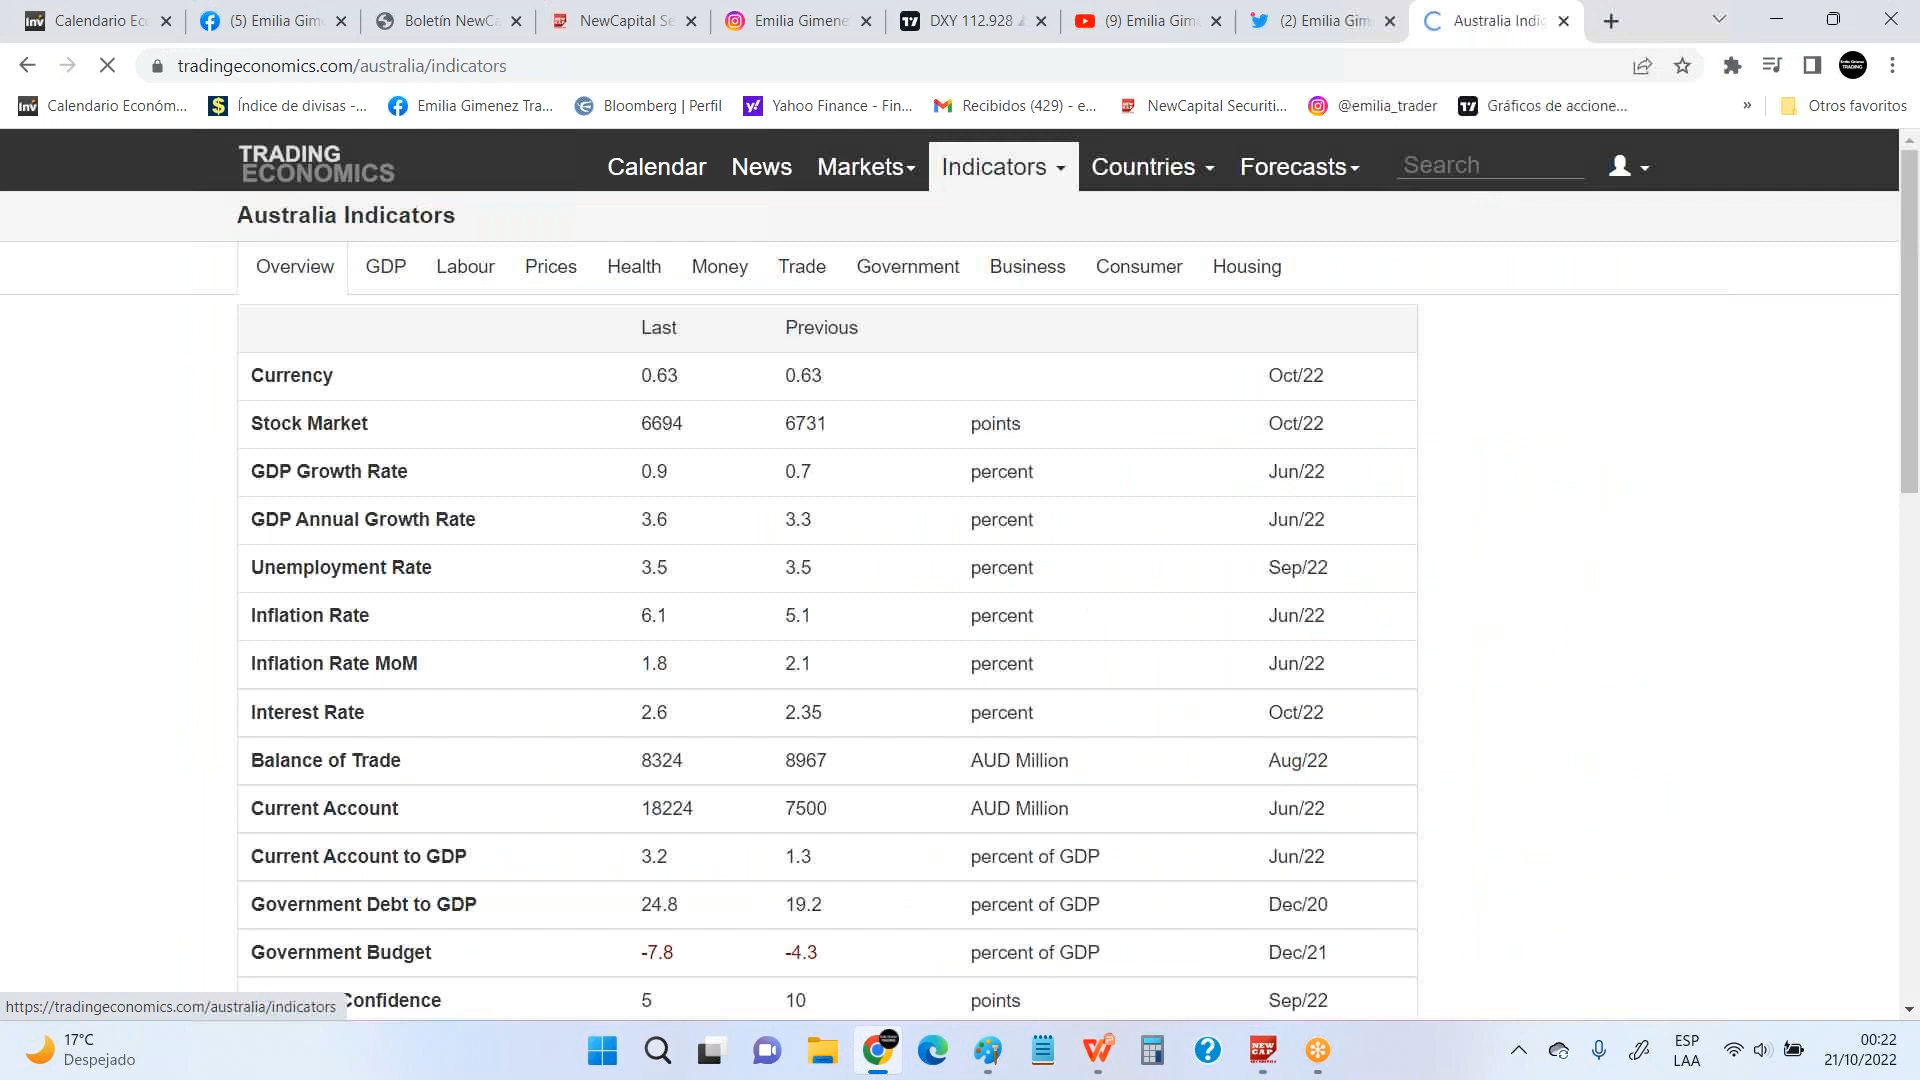 Calendario Ec
(5) Emilia Gim
Boletín NewCa
NewCapital Se
Emilia Gimene
DXY 112.928
(9) Emilia Gim
(2) Emilia Gim
Australia Indic
tradingeconomics.com/australia/indicators
Calendario Económ...
Índice de divisas -...
Emilia Gimenez Tra...
Bloomberg | Perfil
Yahoo Finance - Fin...
Recibidos (429) - e...
NewCapital Securiti...
@emilia_trader
Gráficos de accione...
»
Otros favoritos
TRADING
ECONOMICS
Calendar News Markets Indicators Countries Forecasts Search
Australia Indicators
Overview GDP Labour Prices Health Money Trade Government Business Consumer Housing
Last Previous
Currency 0.63 0.63 Oct/22
Stock Market 6694 6731 points Oct/22
GDP Growth Rate 0.9 0.7 percent Jun/22
GDP Annual Growth Rate 3.6 3.3 percent Jun/22
Unemployment Rate 3.5 3.5 percent Sep/22
Inflation Rate 6.1 5.1 percent Jun/22
Inflation Rate MoM 1.8 2.1 percent Jun/22
Interest Rate 2.6 2.35 percent Oct/22
Balance of Trade 8324 8967 AUD Million Aug/22
Current Account 18224 7500 AUD Million Jun/22
Current Account to GDP 3.2 1.3 percent of GDP Jun/22
Government Debt to GDP 24.8 19.2 percent of GDP Dec/20
Government Budget -7.8 -4.3 percent of GDP Dec/21
Confidence 5 10 points Sep/22
https://tradingeconomics.com/australia/indicators
17°C
Despejado
ESP
LAA
00:22
21/10/2022